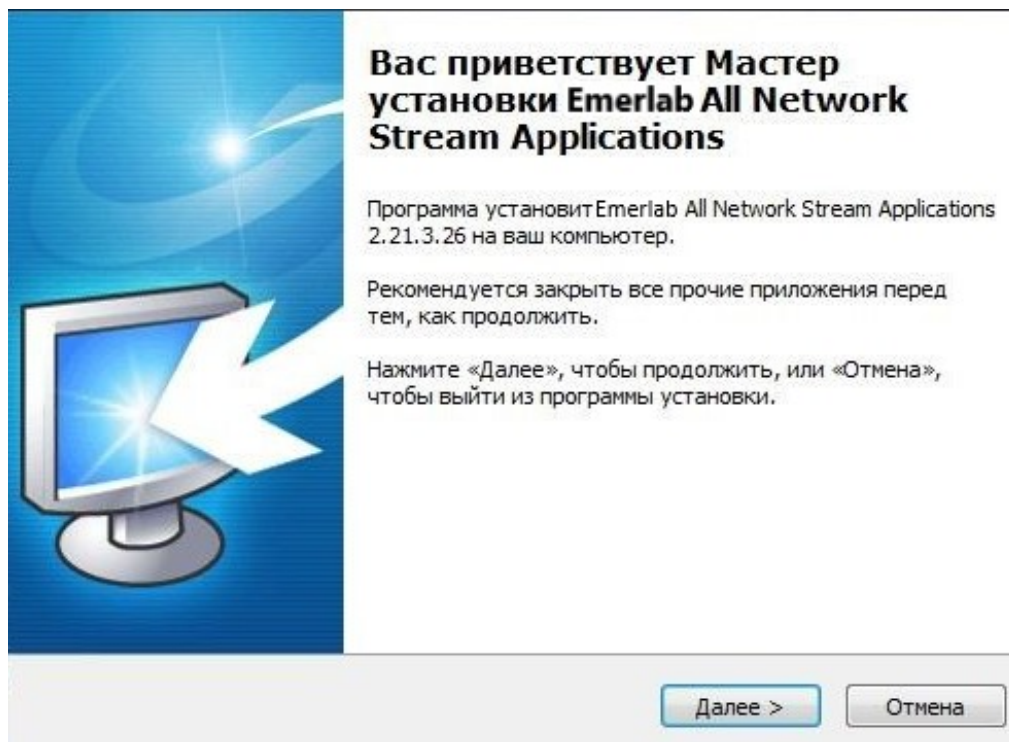 Вас приветствует Мастер
установки Emerlab All Network
Stream Applications
Программа установитEmerlab All Network Stream Applications
2.21.3.26 на ваш компьютер.
Рекомендуется закрыть все прочие приложения перед
тем, как продолжить.
Нажмите «Далее», чтобы продолжить, или «Отмена»,
чтобы выйти из программы установки.
Далее >
Отмена